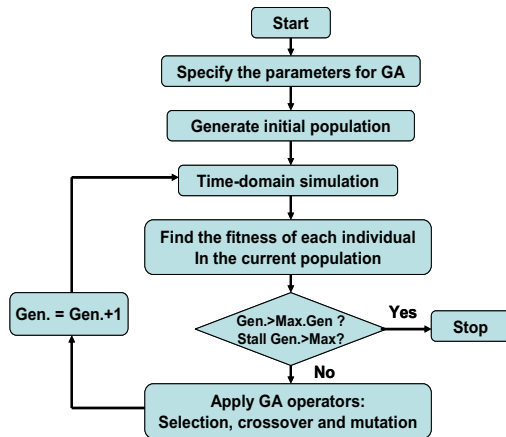 Start
Specify the parameters for GA
Generate initial population
Time-domain simulation
Find the fitness of each individual
In the current population
Gen. = Gen.+1
Gen.>Max.Gen ?
Stall Gen.>Max?
Yes
Stop
No
Apply GA operators:
Selection, crossover and mutation